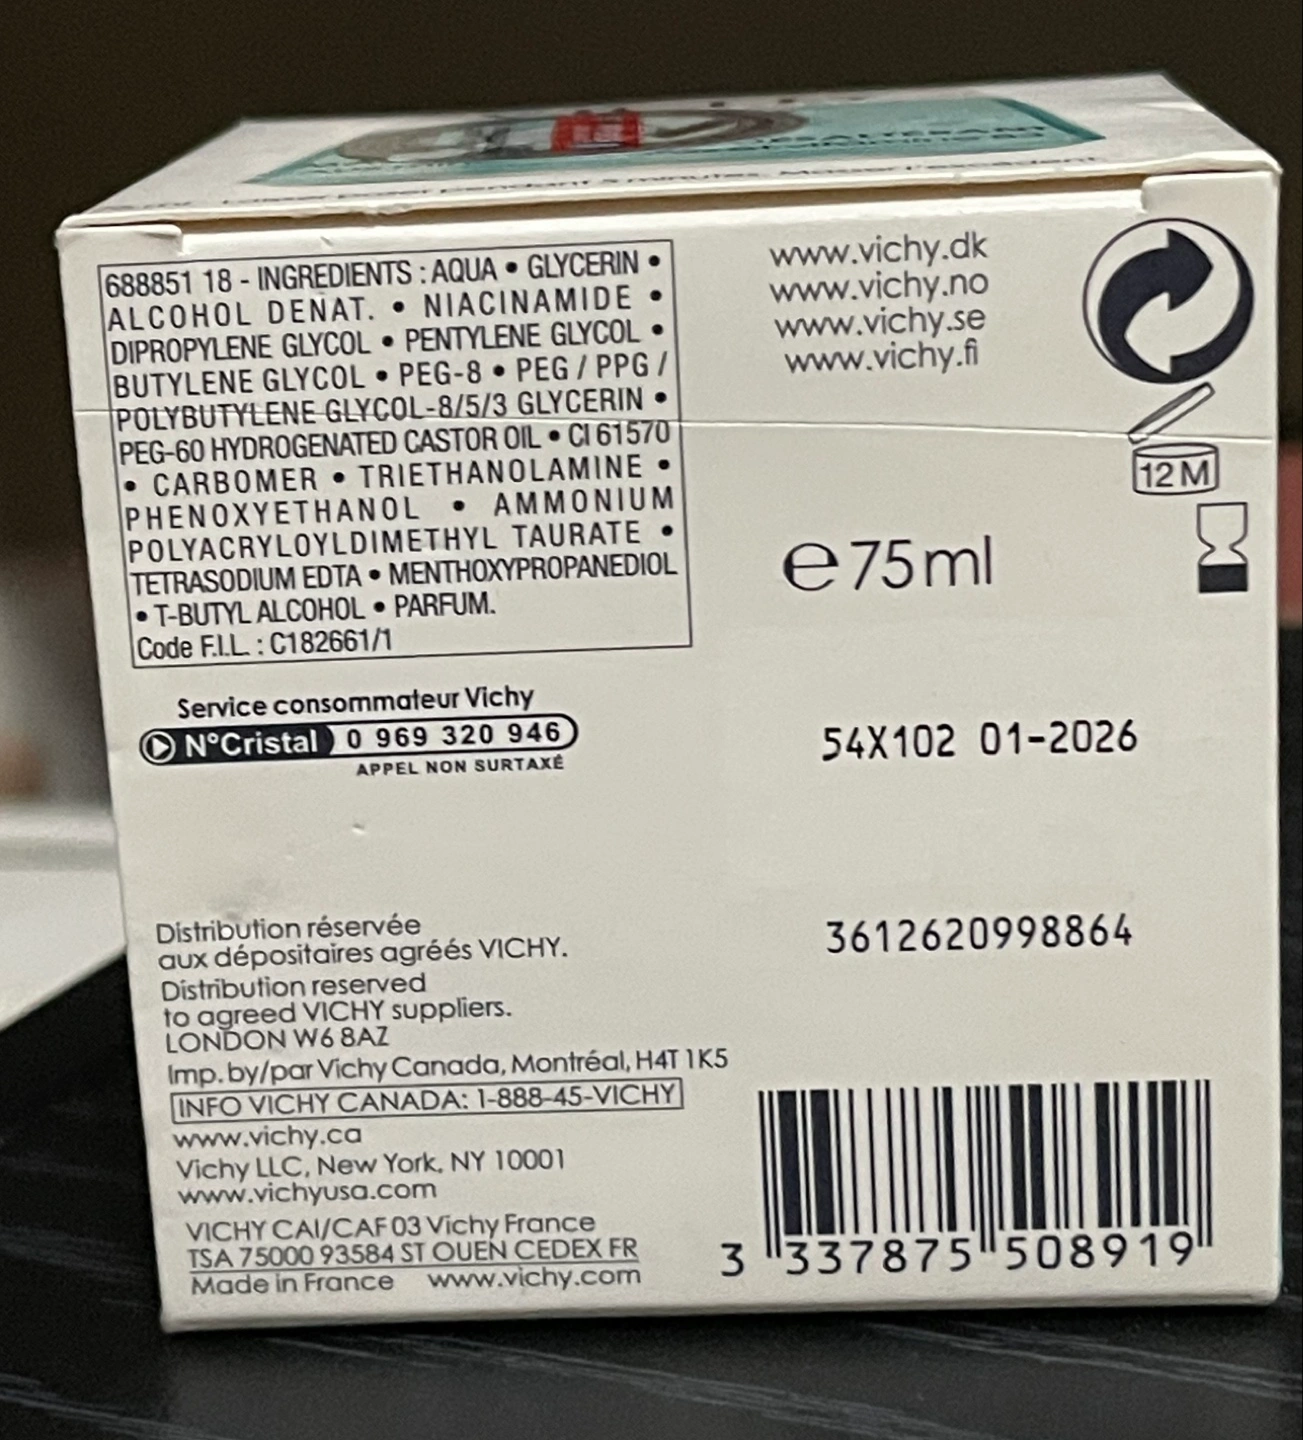 DÉSALTÉRANT
688851 18 - INGREDIENTS : AQUA • GLYCERIN •
ALCOHOL DENAT. • NIACINAMIDE •
DIPROPYLENE GLYCOL • PENTYLENE GLYCOL •
BUTYLENE GLYCOL • PEG-8 • PEG / PPG /
POLYBUTYLENE GLYCOL-8/5/3 GLYCERIN •
PEG-60 HYDROGENATED CASTOR OIL • CI 61570
• CARBOMER • TRIETHANOLAMINE •
PHENOXYETHANOL • AMMONIUM
POLYACRYLOYLDIMETHYL TAURATE •
TETRASODIUM EDTA • MENTHOXYPROPANEDIOL
• T-BUTYL ALCOHOL • PARFUM.
Code F.I.L. : C182661/1
Service consommateur Vichy
N°Cristal 0 969 320 946
APPEL NON SURTAXÉ
Distribution réservée
aux dépositaires agréés VICHY.
Distribution reserved
to agreed VICHY suppliers.
LONDON W6 8AZ
Imp. by/par Vichy Canada, Montréal, H4T 1K5
INFO VICHY CANADA: 1-888-45-VICHY
www.vichy.ca
Vichy LLC, New York, NY 10001
www.vichyusa.com
VICHY CAI/CAF 03 Vichy France
TSA 75000 93584 ST OUEN CEDEX FR
Made in France www.vichy.com
www.vichy.dk
www.vichy.no
www.vichy.se
www.vichy.fi
12 M
e 75 ml
54X102 01-2026
3612620998864
3 337875 508919